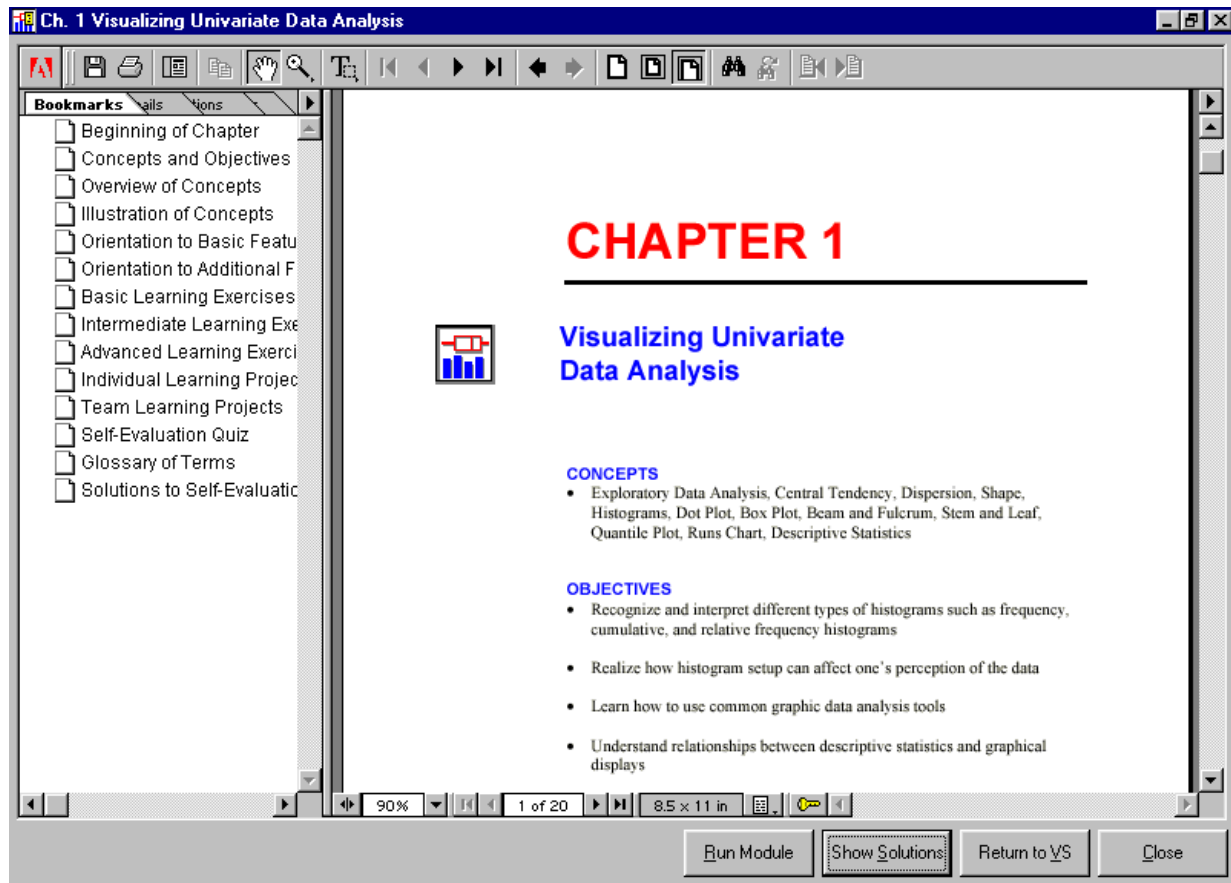 Ch. 1 Visualizing Univariate Data Analysis
Bookmarks ails tions
Beginning of Chapter
Concepts and Objectives
Overview of Concepts
Illustration of Concepts
Orientation to Basic Featu
Orientation to Additional F
Basic Learning Exercises
Intermediate Learning Exe
Advanced Learning Exerci
Individual Learning Projec
Team Learning Projects
Self-Evaluation Quiz
Glossary of Terms
Solutions to Self-Evaluatic
CHAPTER 1
Visualizing Univariate
Data Analysis
CONCEPTS
• Exploratory Data Analysis, Central Tendency, Dispersion, Shape,
Histograms, Dot Plot, Box Plot, Beam and Fulcrum, Stem and Leaf,
Quantile Plot, Runs Chart, Descriptive Statistics
OBJECTIVES
• Recognize and interpret different types of histograms such as frequency,
cumulative, and relative frequency histograms
• Realize how histogram setup can affect one's perception of the data
• Learn how to use common graphic data analysis tools
• Understand relationships between descriptive statistics and graphical
displays
90% 1 of 20 8.5 x 11 in
Run Module Show Solutions Return to VS Close